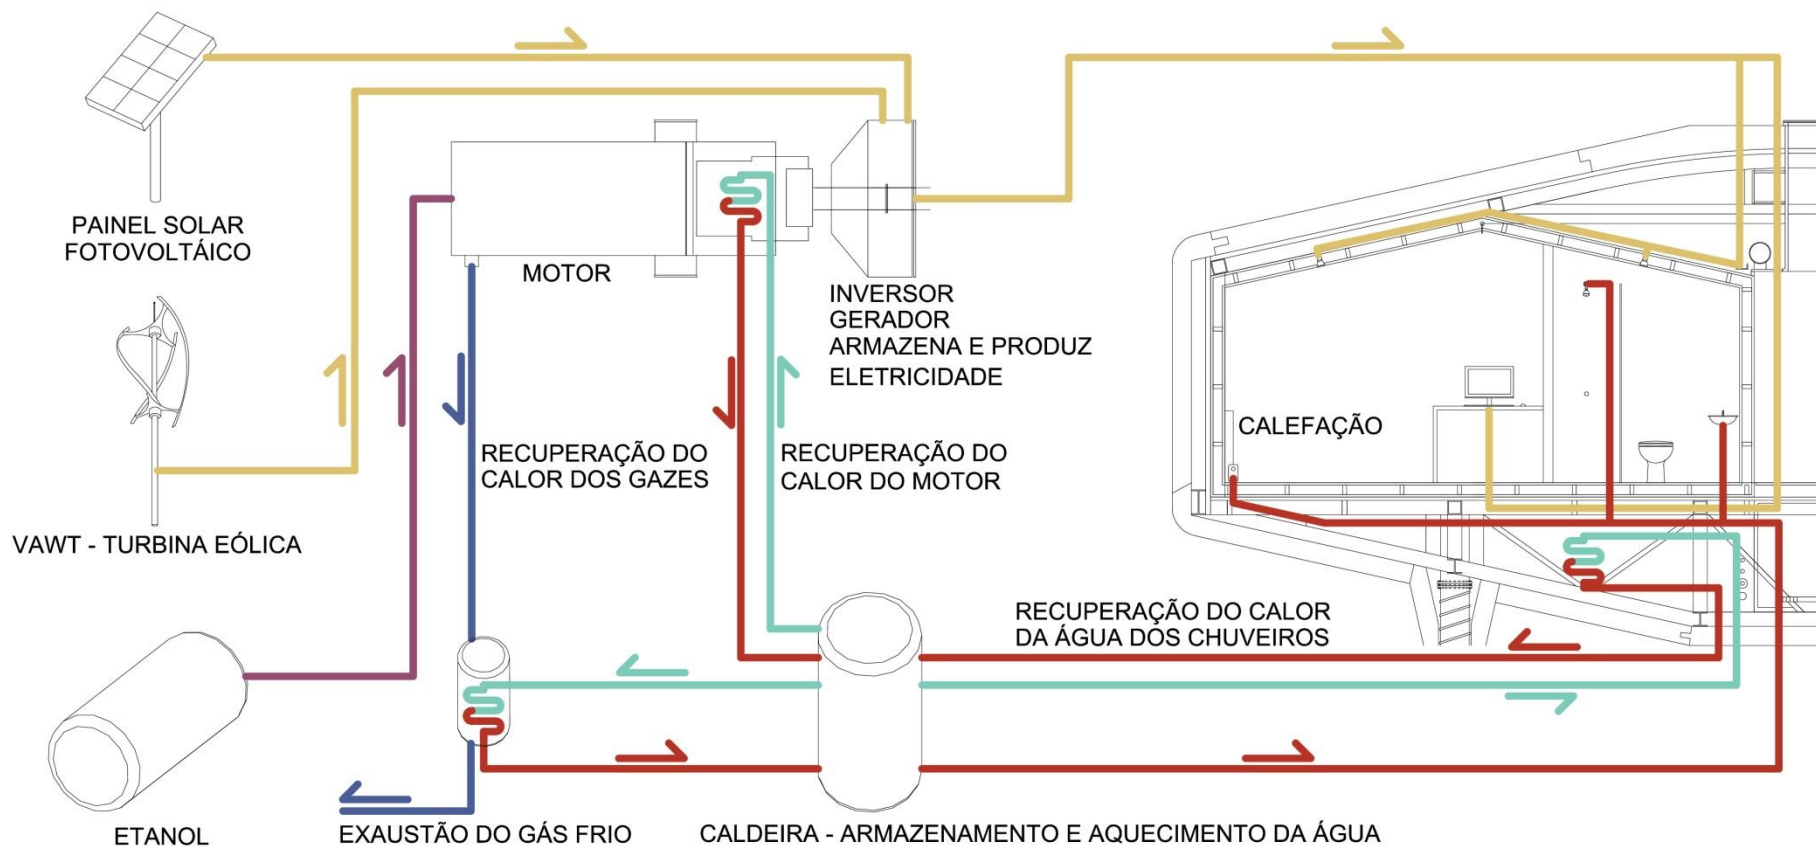 PAINEL SOLAR
FOTOVOLTÁICO
MOTOR
INVERSOR
GERADOR
ARMAZENA E PRODUZ
ELETRICIDADE
CALEFAÇÃO
RECUPERAÇÃO DO
CALOR DOS GAZES
RECUPERAÇÃO DO
CALOR DO MOTOR
VAWT - TURBINA EÓLICA
RECUPERAÇÃO DO CALOR
DA ÁGUA DOS CHUVEIROS
ETANOL
EXAUSTÃO DO GÁS FRIO
CALDEIRA - ARMAZENAMENTO E AQUECIMENTO DA ÁGUA